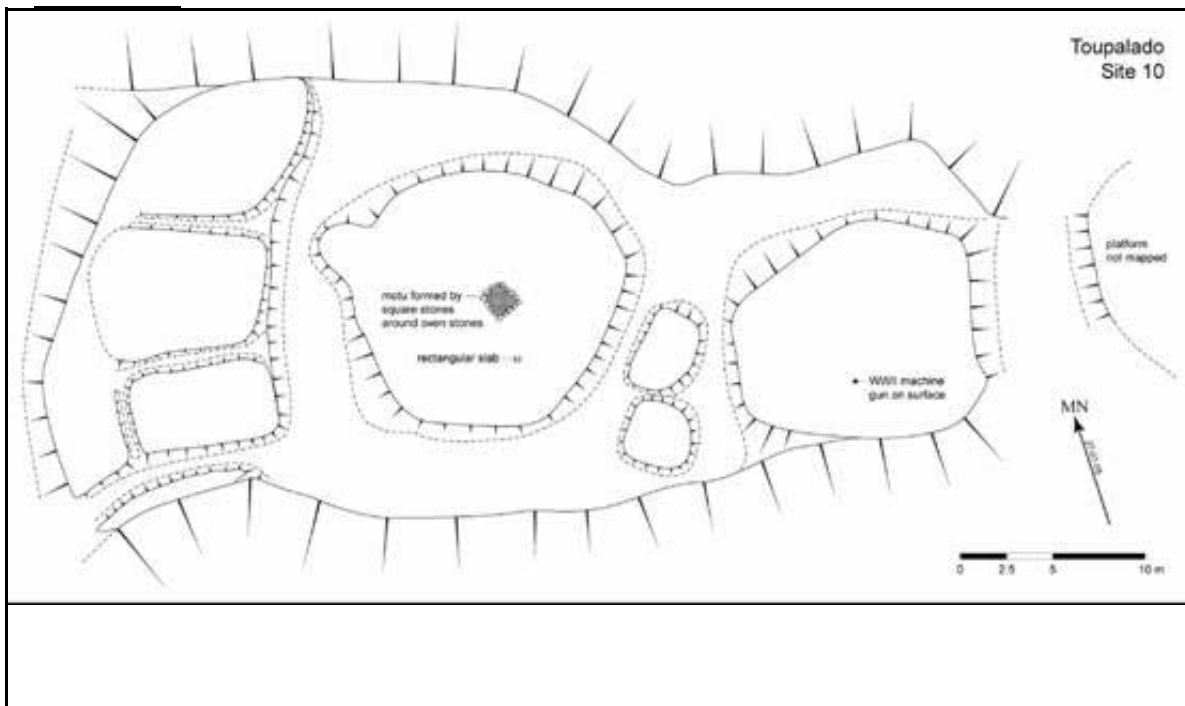 Toupalado
Site 10
motu formed by
square stones
around oven stones
rectangular slab
platform
not mapped
WWII machine
gun on surface
MN
0 2.5 5 10 m